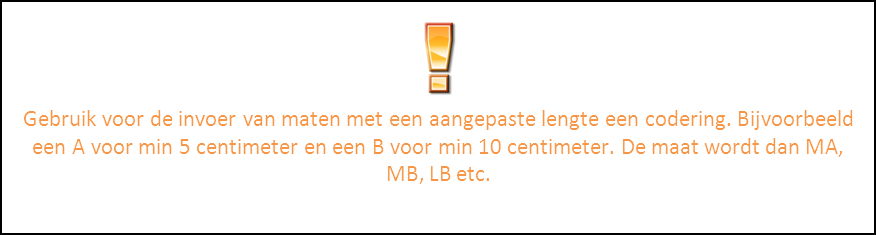 Gebruik voor de invoer van maten met een aangepaste lengte een codering. Bijvoorbeeld
een A voor min 5 centimeter en een B voor min 10 centimeter. De maat wordt dan MA,
MB, LB etc.